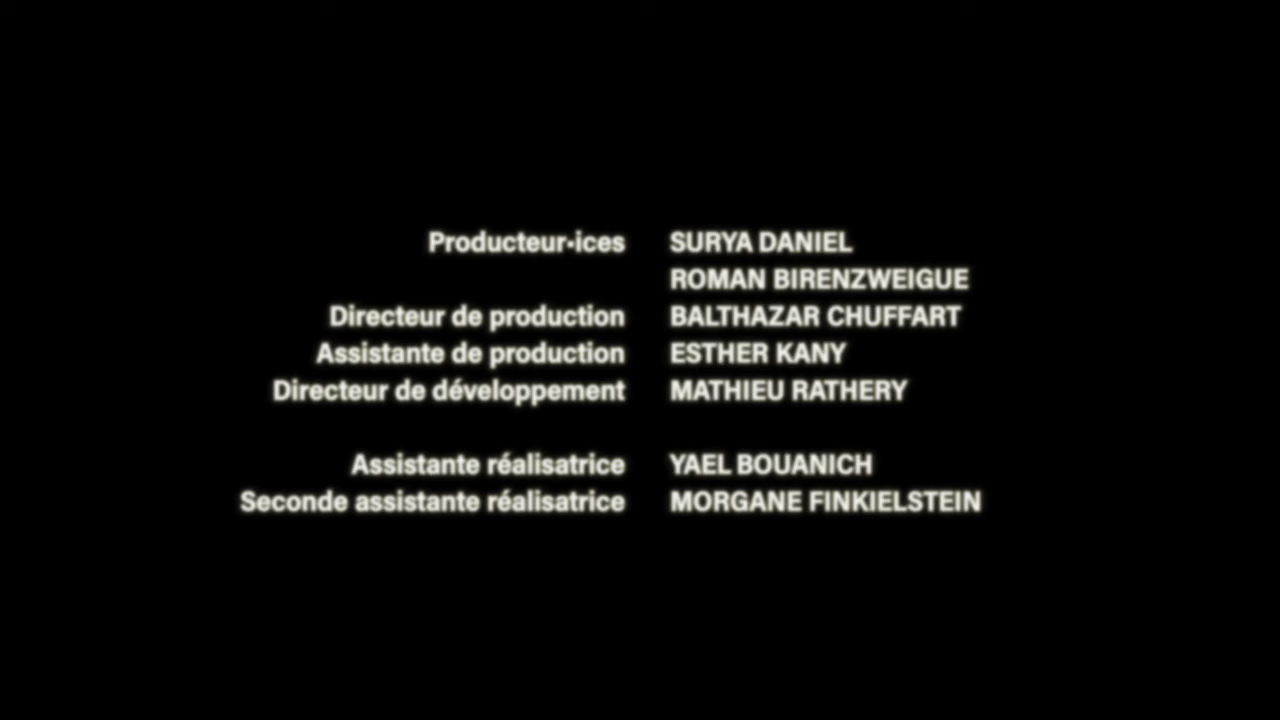 Producteur·ices SURYA DANIEL
ROMAN BIRENZWEIGUE
Directeur de production BALTHAZAR CHUFFART
Assistante de production ESTHER KANY
Directeur de développement MATHIEU RATHERY
Assistante réalisatrice YAEL BOUANICH
Seconde assistante réalisatrice MORGANE FINKIELSTEIN